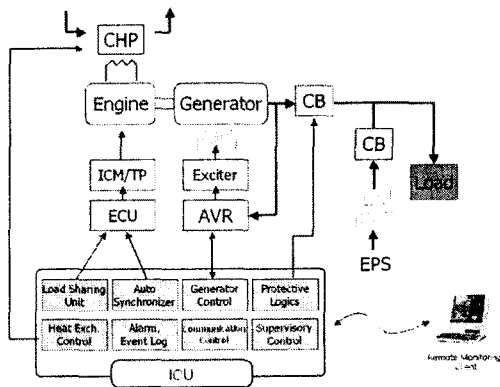 CHP
Engine
Generator
CB
CB
Load
ICM/TP
Exciter
ECU
AVR
EPS
Load Sharing
Unit
Auto
Synchronizer
Generator
Control
Protective
Logics
Heat Exch.
Control
Alarm,
Event Log
Communication
Control
Supervisory
Control
ICU
Remote Monitoring
Client